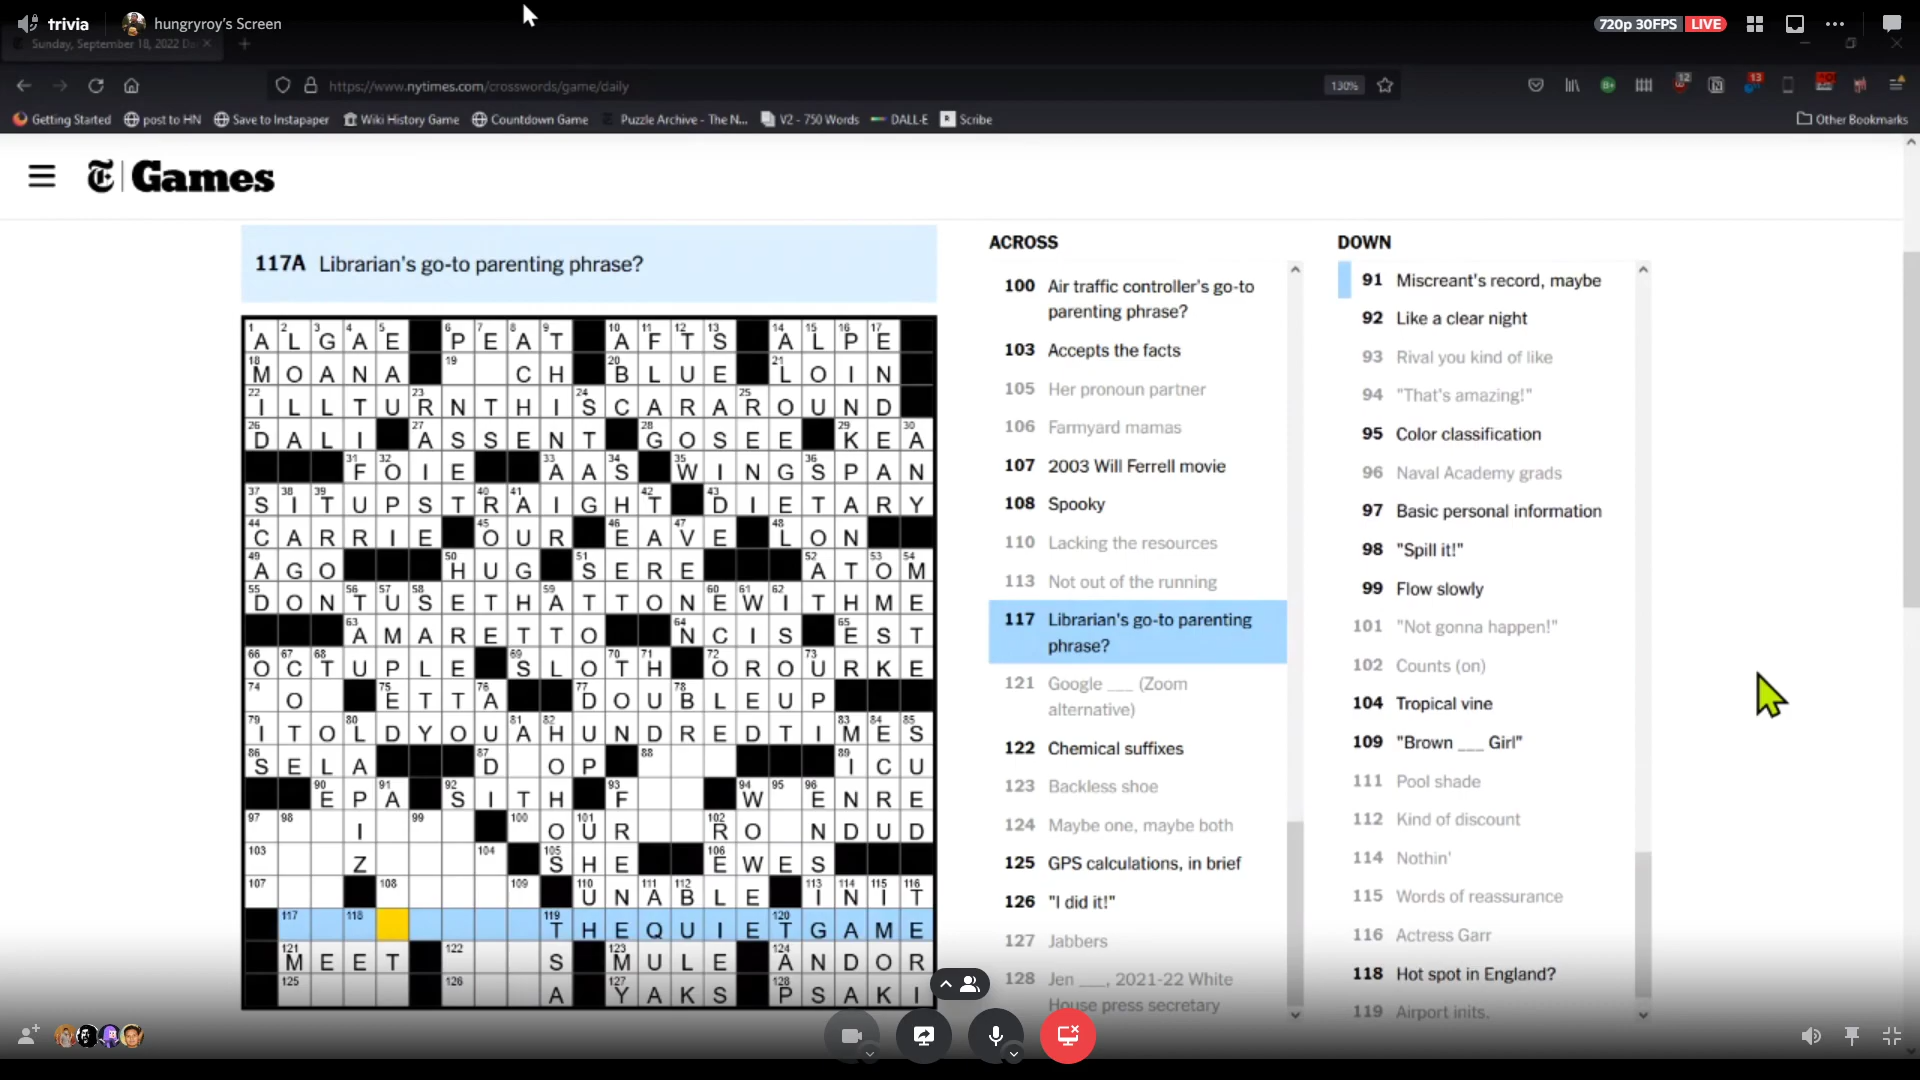 trivia hungryroy's Screen 720p 30FPS LIVE
Sunday, September 18, 2022 Da
https://www.nytimes.com/crosswords/game/daily 130%
Getting Started post to HN Save to Instapaper Wiki History Game Countdown Game Puzzle Archive - The N... V2 - 750 Words DALL-E Scribe Other Bookmarks
Games
117A Librarian's go-to parenting phrase?
A L G A E P E A T A F T S A L P E
M O A N A C H B L U E L O I N
I L L T U R N T H I S C A R A R O U N D
D A L I A S S E N T G O S E E K E A
F O I E A A S W I N G S P A N
S I T U P S T R A I G H T D I E T A R Y
C A R R I E O U R E A V E L O N
A G O H U G S E R E A T O M
D O N T U S E T H A T T O N E W I T H M E
A M A R E T T O N C I S E S T
O C T U P L E S L O T H O R O U R K E
O E T T A D O U B L E U P
I T O L D Y O U A H U N D R E D T I M E S
S E L A D O P I C U
E P A S I T H F W E N R E
I O U R R O N D U D
Z S H E E W E S
U N A B L E I N I T
T H E Q U I E T G A M E
M E E T S M U L E A N D O R
A Y A K S P S A K I
ACROSS
100 Air traffic controller's go-to
parenting phrase?
103 Accepts the facts
105 Her pronoun partner
106 Farmyard mamas
107 2003 Will Ferrell movie
108 Spooky
110 Lacking the resources
113 Not out of the running
117 Librarian's go-to parenting
phrase?
121 Google ___ (Zoom
alternative)
122 Chemical suffixes
123 Backless shoe
124 Maybe one, maybe both
125 GPS calculations, in brief
126 "I did it!"
127 Jabbers
128 Jen ___, 2021-22 White
House press secretary
DOWN
91 Miscreant's record, maybe
92 Like a clear night
93 Rival you kind of like
94 "That's amazing!"
95 Color classification
96 Naval Academy grads
97 Basic personal information
98 "Spill it!"
99 Flow slowly
101 "Not gonna happen!"
102 Counts (on)
104 Tropical vine
109 "Brown ___ Girl"
111 Pool shade
112 Kind of discount
114 Nothin'
115 Words of reassurance
116 Actress Garr
118 Hot spot in England?
119 Airport inits.